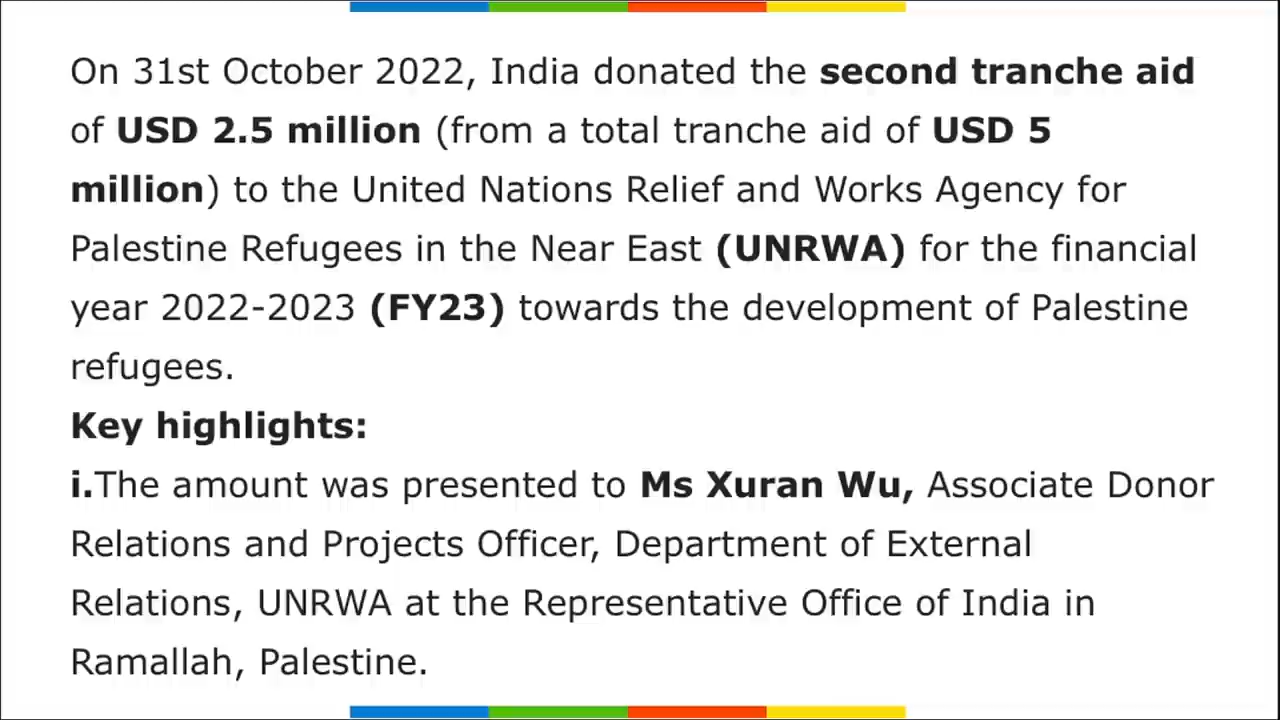 On 31st October 2022, India donated the second tranche aid
of USD 2.5 million (from a total tranche aid of USD 5
million) to the United Nations Relief and Works Agency for
Palestine Refugees in the Near East (UNRWA) for the financial
year 2022-2023 (FY23) towards the development of Palestine
refugees.
Key highlights:
i.The amount was presented to Ms Xuran Wu, Associate Donor
Relations and Projects Officer, Department of External
Relations, UNRWA at the Representative Office of India in
Ramallah, Palestine.